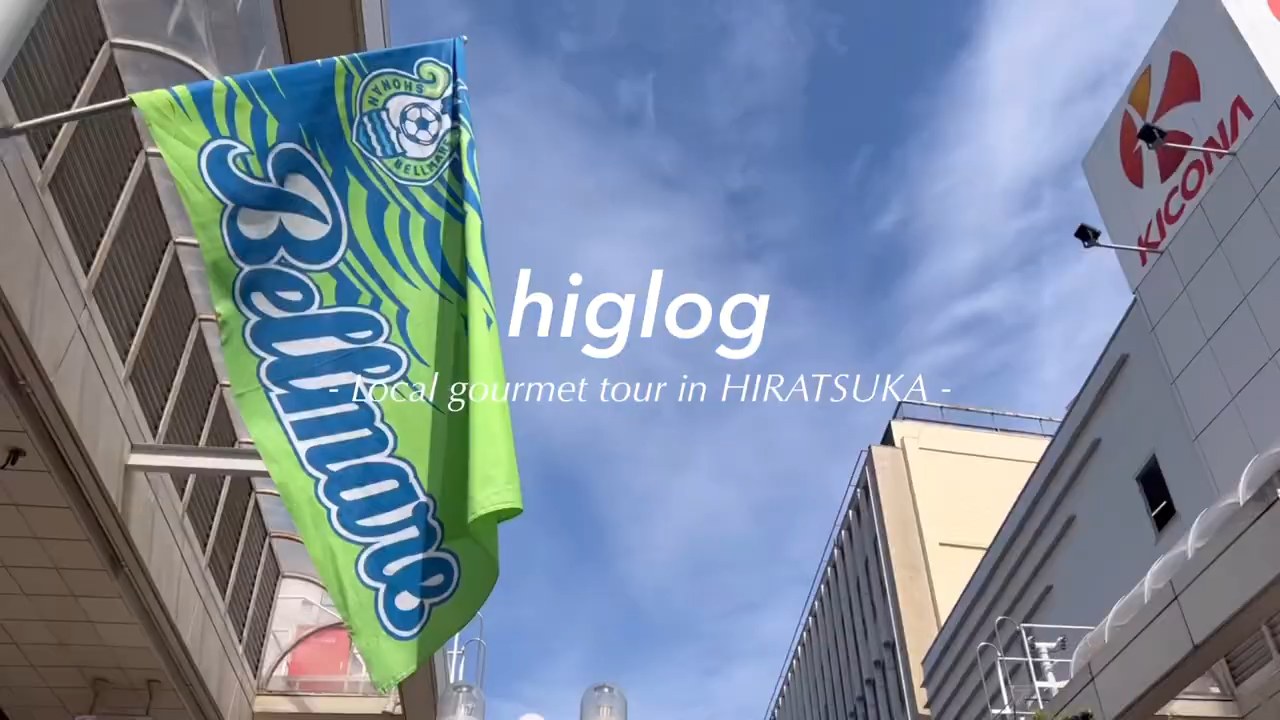 SHONAN
BELLMARE
Bellmare
KICONA
higlog
- Local gourmet tour in HIRATSUKA -